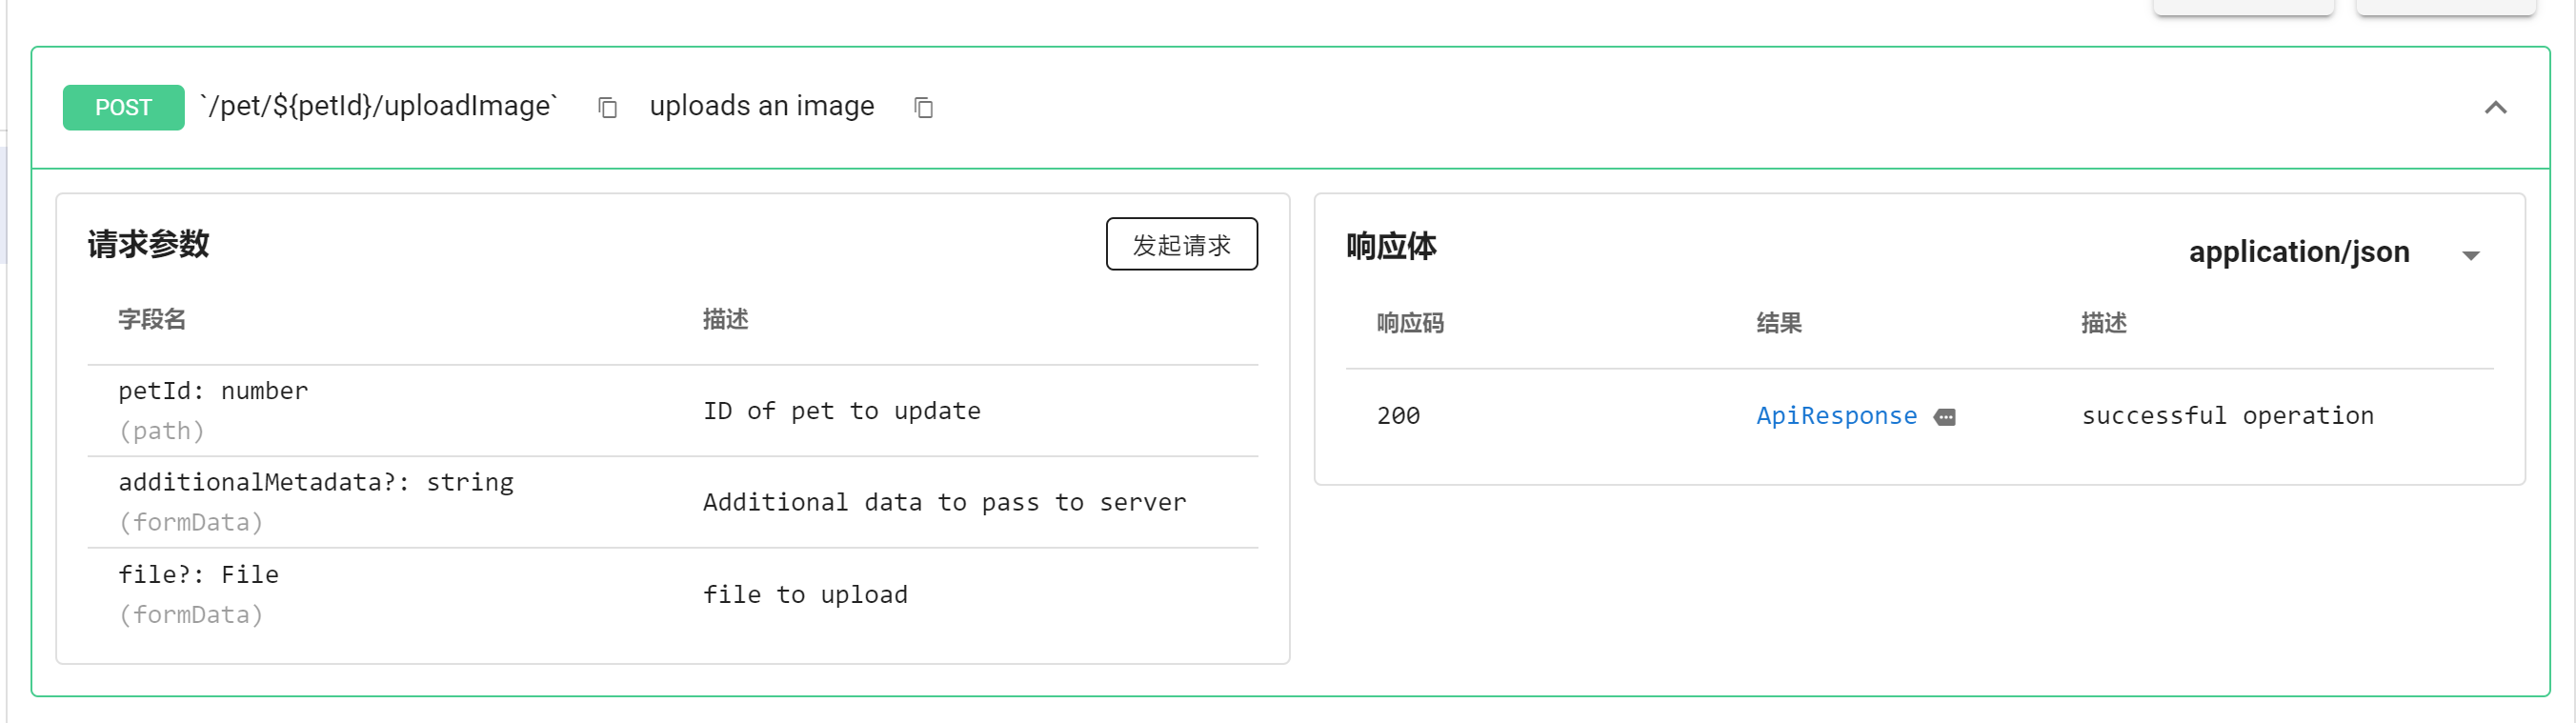 POST `/pet/${petId}/uploadImage` uploads an image
请求参数 发起请求
字段名 描述
petId: number
(path)
ID of pet to update
additionalMetadata?: string
(formData)
Additional data to pass to server
file?: File
(formData)
file to upload
响应体 application/json
响应码 结果 描述
200 ApiResponse successful operation